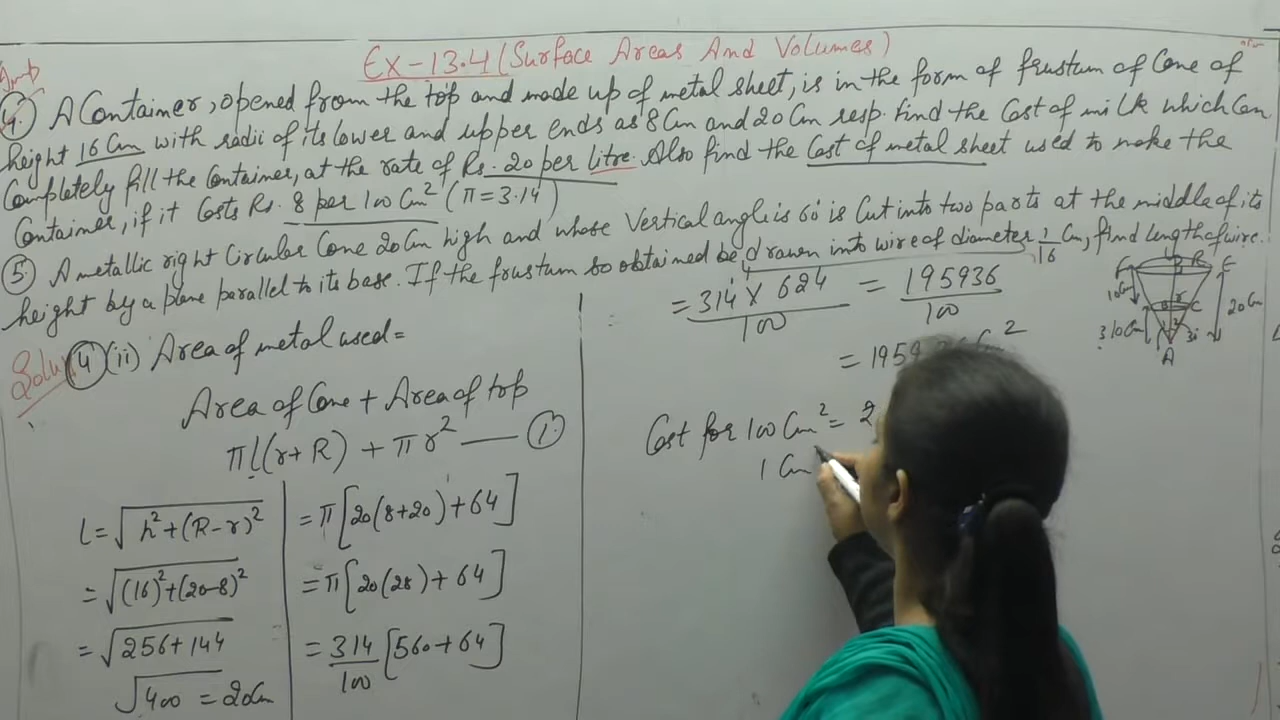 Ex-13.4 (Surface Areas And Volumes)
4. A Container, opened from the top and made up of metal sheet, is in the form of frustum of Cone of
height 16 Cm with radii of its lower and upper ends as 8 Cm and 20 Cm resp. Find the Cost of milk which Can
Completely fill the Container, at the rate of Rs. 20 per litre. Also find the Cost of metal sheet used to make the
Container, if it Costs Rs. 8 per 100 Cm² (π = 3.14)
5 A metallic right Circular Cone 20 Cm high and whose Vertical angle is 60° is Cut into two parts at the middle of its
height by a plane parallel to its base. If the frustum so obtained be drawn into wire of diameter 1/16 Cm, find length of wire.
Soln
4 (ii) Area of metal used =
Area of Cone + Area of top
πl(r+R) + πr² — 1
l = √h²+(R-r)²
= √(16)²+(20-8)²
= √256+144
√400 = 20Cm
= π[20(8+20)+64]
= π[20(28)+64]
= 314/100 [560+64]
= 314 × 624 / 100 = 195936 / 100
= 1959
Cm²
Cost for 100 Cm² =
1 Cm
10Cm
20Cm
10Cm
A